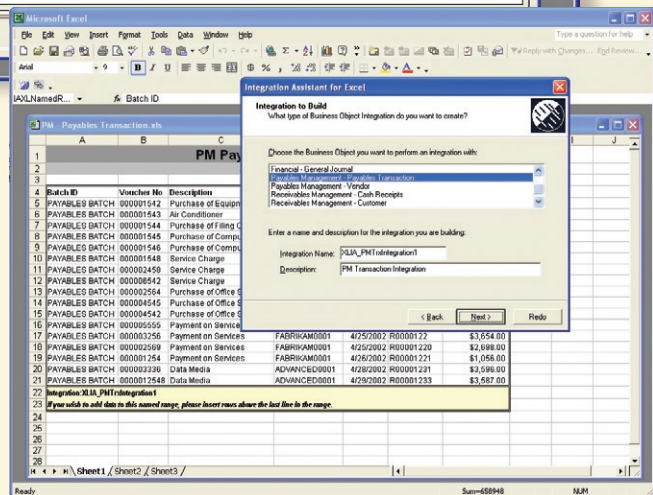 Microsoft Excel
File Edit View Insert Format Tools Data Window Help
Type a question for help
Reply with Changes... End Review...
Arial 9 B I U
IAXLNamedR... fx Batch ID
PM - Payables Transaction.xls
A B C I J
1 PM Pay
2
3
4 Batch ID Voucher No Description
5 PAYABLES BATCH 000001542 Purchase of Equipm
6 PAYABLES BATCH 000001543 Air Conditioner
7 PAYABLES BATCH 000001544 Purchase of Filing C
8 PAYABLES BATCH 000001545 Purchase of Compu
9 PAYABLES BATCH 000001546 Purchase of Compu
10 PAYABLES BATCH 000001548 Service Charge
11 PAYABLES BATCH 000002458 Service Charge
12 PAYABLES BATCH 000008542 Service Charge
13 PAYABLES BATCH 000002564 Purchase of Office S
14 PAYABLES BATCH 000004545 Purchase of Office S
15 PAYABLES BATCH 000004542 Purchase of Office S
16 PAYABLES BATCH 000005555 Payment on Service
17 PAYABLES BATCH 000003256 Payment on Services FABRIKAM0001 4/25/2002 R00000122 $3,654.00
18 PAYABLES BATCH 000002569 Payment on Services FABRIKAM0001 4/25/2002 R00001220 $2,698.00
19 PAYABLES BATCH 000001254 Payment on Services FABRIKAM0001 4/26/2002 R00001221 $1,056.00
20 PAYABLES BATCH 000003336 Data Media ADVANCED0001 4/28/2002 R00001231 $3,598.00
21 PAYABLES BATCH 0000012548 Data Media ADVANCED0001 4/29/2002 R00001233 $3,587.00
22 Integration:XLIA_PMTrxIntegration1
23 If you wish to add data to this named range, please insert rows above the last line in the range.
24
25
26
27
28
Integration Assistant for Excel
Integration to Build
What type of Business Object Integration do you want to create?
Choose the Business Object you want to perform an integration with:
Financial - General Journal
Payables Management - Payables Transaction
Payables Management - Vendor
Receivables Management - Cash Receipts
Receivables Management - Customer
Enter a name and description for the integration you are building:
Integration Name: XLIA_PMTrxIntegration1
Description: PM Transaction Integration
< Back Next > Redo
Sheet1 Sheet2 Sheet3
Ready Sum=658948 NUM